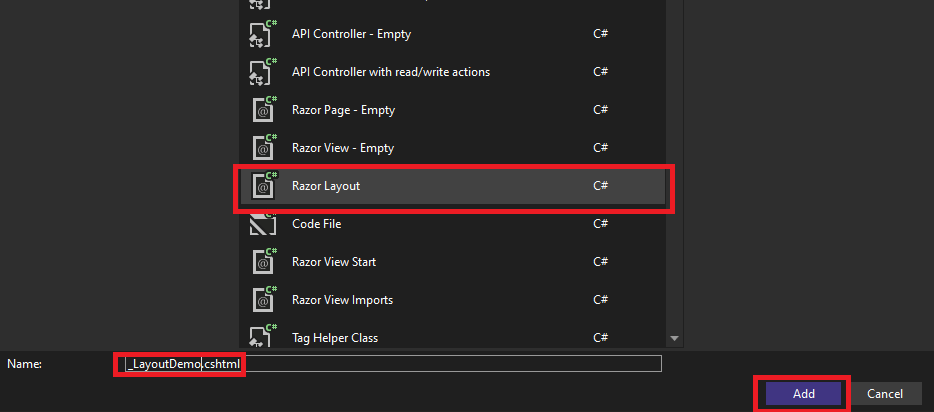 API Controller - Empty C#
API Controller with read/write actions C#
Razor Page - Empty C#
Razor View - Empty C#
Razor Layout C#
Code File C#
Razor View Start C#
Razor View Imports C#
Tag Helper Class C#
Name: _LayoutDemo.cshtml
Add Cancel